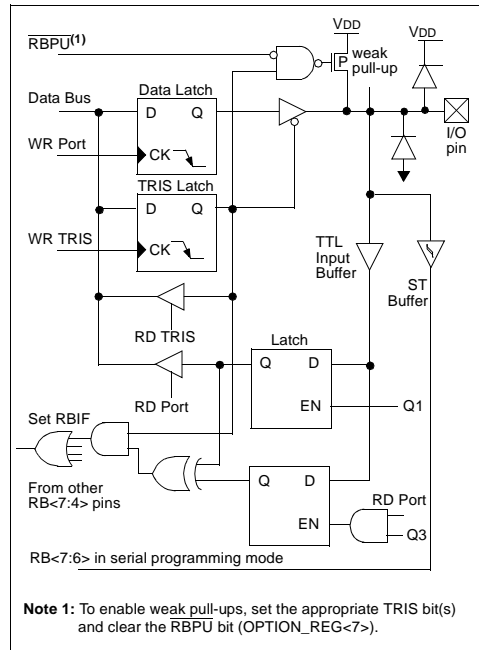 VDD
RBPU(1)
VDD
P
weak
pull-up
Data Latch
Data Bus
D Q
I/O
pin
WR Port
CK
TRIS Latch
D Q
WR TRIS
CK
TTL
Input
Buffer
ST
Buffer
RD TRIS
Latch
Q D
RD Port
EN
Q1
Set RBIF
Q D
From other
RB<7:4> pins
RD Port
EN
Q3
RB<7:6> in serial programming mode
Note 1: To enable weak pull-ups, set the appropriate TRIS bit(s)
and clear the RBPU bit (OPTION_REG<7>).